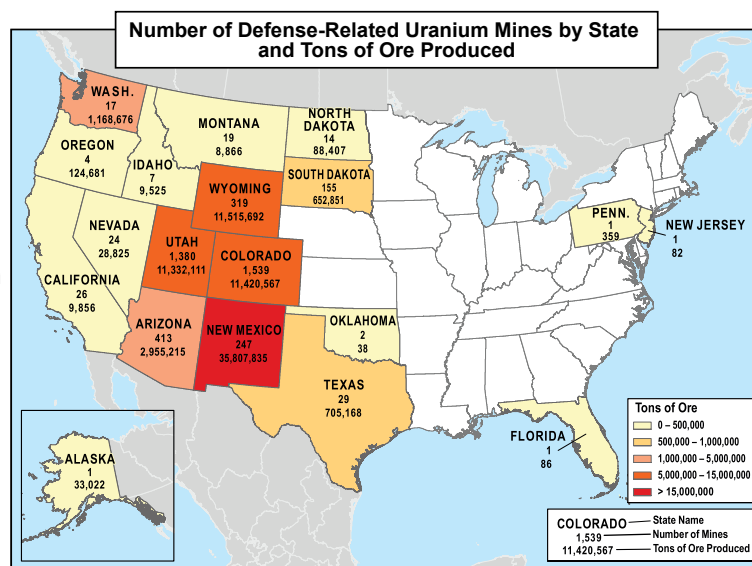 Number of Defense-Related Uranium Mines by State
and Tons of Ore Produced
WASH.
17
1,168,676
MONTANA
19
8,866
NORTH
DAKOTA
14
88,407
OREGON
4
124,681
IDAHO
7
9,525
WYOMING
319
11,515,692
SOUTH DAKOTA
155
652,851
PENN.
1
359
NEW JERSEY
1
82
NEVADA
24
28,825
UTAH
1,380
11,332,111
COLORADO
1,539
11,420,567
CALIFORNIA
26
9,856
ARIZONA
413
2,955,215
NEW MEXICO
247
35,807,835
OKLAHOMA
2
38
TEXAS
29
705,168
FLORIDA
1
86
ALASKA
1
33,022
Tons of Ore
0 – 500,000
500,000 – 1,000,000
1,000,000 – 5,000,000
5,000,000 – 15,000,000
> 15,000,000
COLORADO State Name
1,539 Number of Mines
11,420,567 Tons of Ore Produced